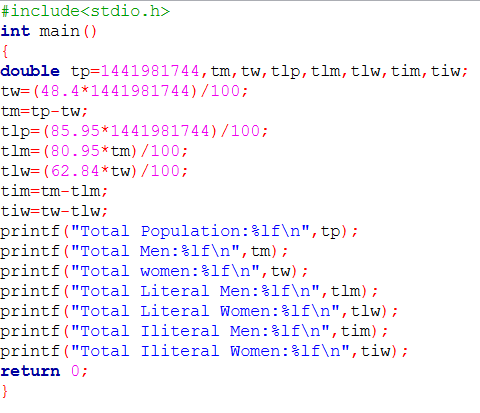 #include<stdio.h>
int main()
{
double tp=1441981744,tm,tw,tlp,tlm,tlw,tim,tiw;
tw=(48.4*1441981744)/100;
tm=tp-tw;
tlp=(85.95*1441981744)/100;
tlm=(80.95*tm)/100;
tlw=(62.84*tw)/100;
tim=tm-tlm;
tiw=tw-tlw;
printf("Total Population:%lf\n",tp);
printf("Total Men:%lf\n",tm);
printf("Total women:%lf\n",tw);
printf("Total Literal Men:%lf\n",tlm);
printf("Total Literal Women:%lf\n",tlw);
printf("Total Iliteral Men:%lf\n",tim);
printf("Total Iliteral Women:%lf\n",tiw);
return 0;
}